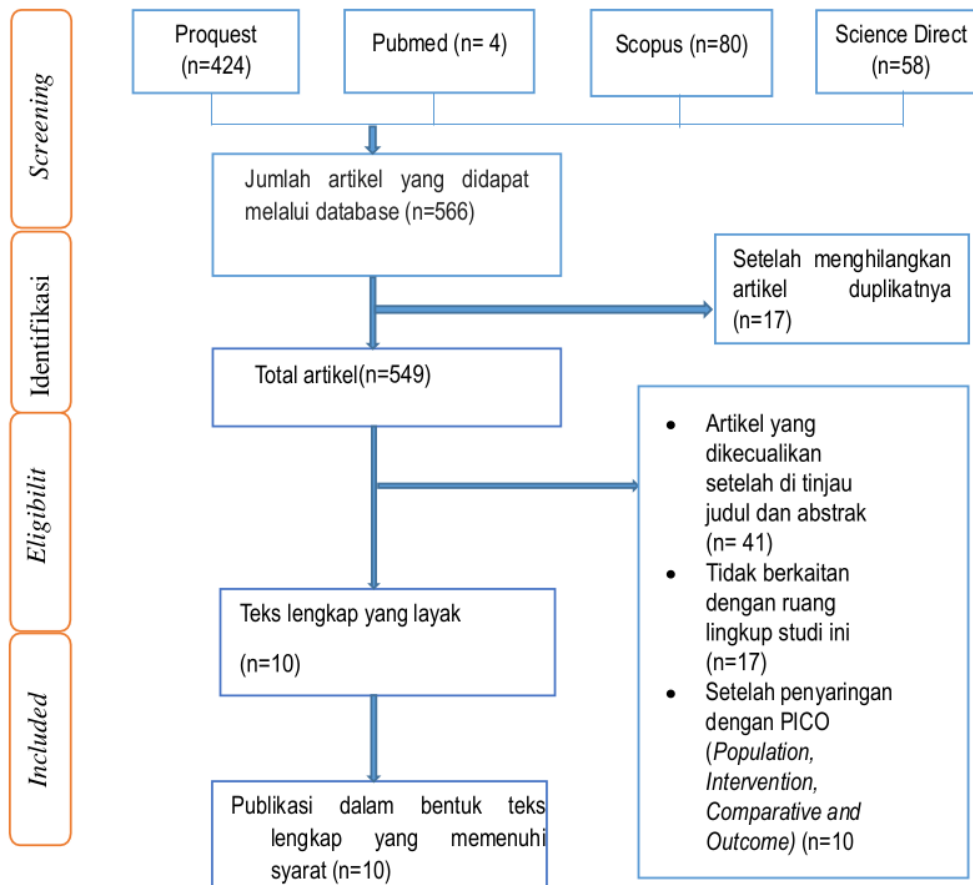 Proquest
(n=424)
Pubmed (n= 4)
Scopus (n=80)
Science Direct
(n=58)
Screening
Jumlah artikel yang didapat
melalui database (n=566)
Identifikasi
Setelah menghilangkan
artikel duplikatnya
(n=17)
Total artikel(n=549)
Eligibilit
• Artikel yang
dikecualikan
setelah di tinjau
judul dan abstrak
(n= 41)
• Tidak berkaitan
dengan ruang
lingkup studi ini
(n=17)
• Setelah penyaringan
dengan PICO
(Population,
Intervention,
Comparative and
Outcome) (n=10
Teks lengkap yang layak
(n=10)
Included
Publikasi dalam bentuk teks
lengkap yang memenuhi
syarat (n=10)